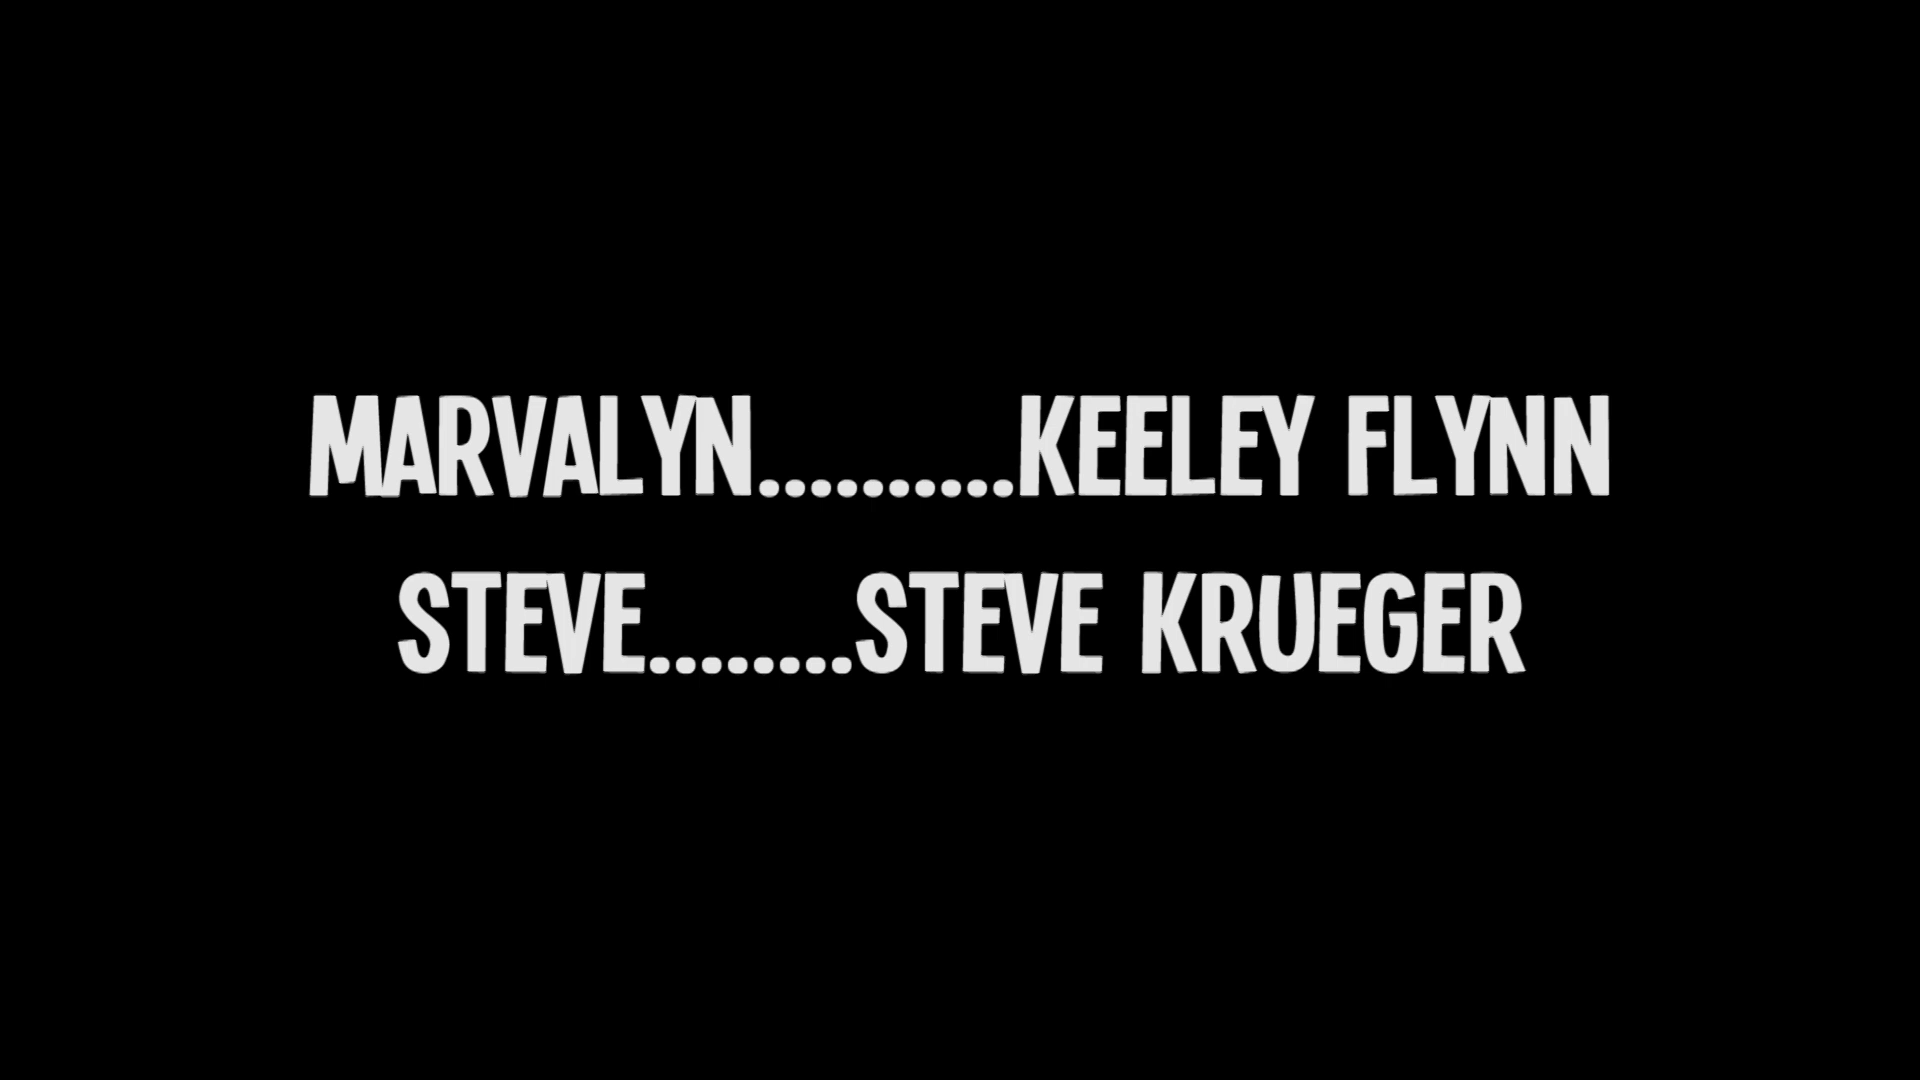 MARVALYN..........KEELEY FLYNN
STEVE........STEVE KRUEGER